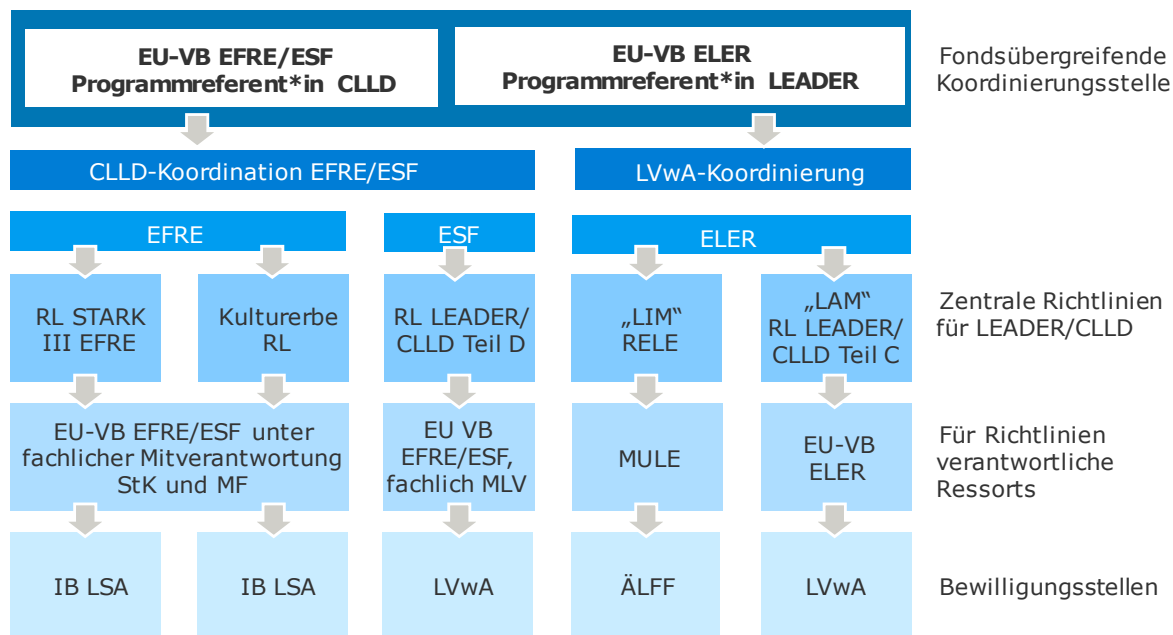 EU-VB EFRE/ESF
Programmreferent*in CLLD
EU-VB ELER
Programmreferent*in LEADER
Fondsübergreifende
Koordinierungsstelle
CLLD-Koordination EFRE/ESF
LVwA-Koordinierung
EFRE
ESF
ELER
RL STARK
III EFRE
Kulturerbe
RL
RL LEADER/
CLLD Teil D
„LIM“
RELE
„LAM“
RL LEADER/
CLLD Teil C
Zentrale Richtlinien
für LEADER/CLLD
EU-VB EFRE/ESF unter
fachlicher Mitverantwortung
StK und MF
EU VB
EFRE/ESF,
fachlich MLV
MULE
EU-VB
ELER
Für Richtlinien
verantwortliche
Ressorts
IB LSA
IB LSA
LVwA
ÄLFF
LVwA
Bewilligungsstellen